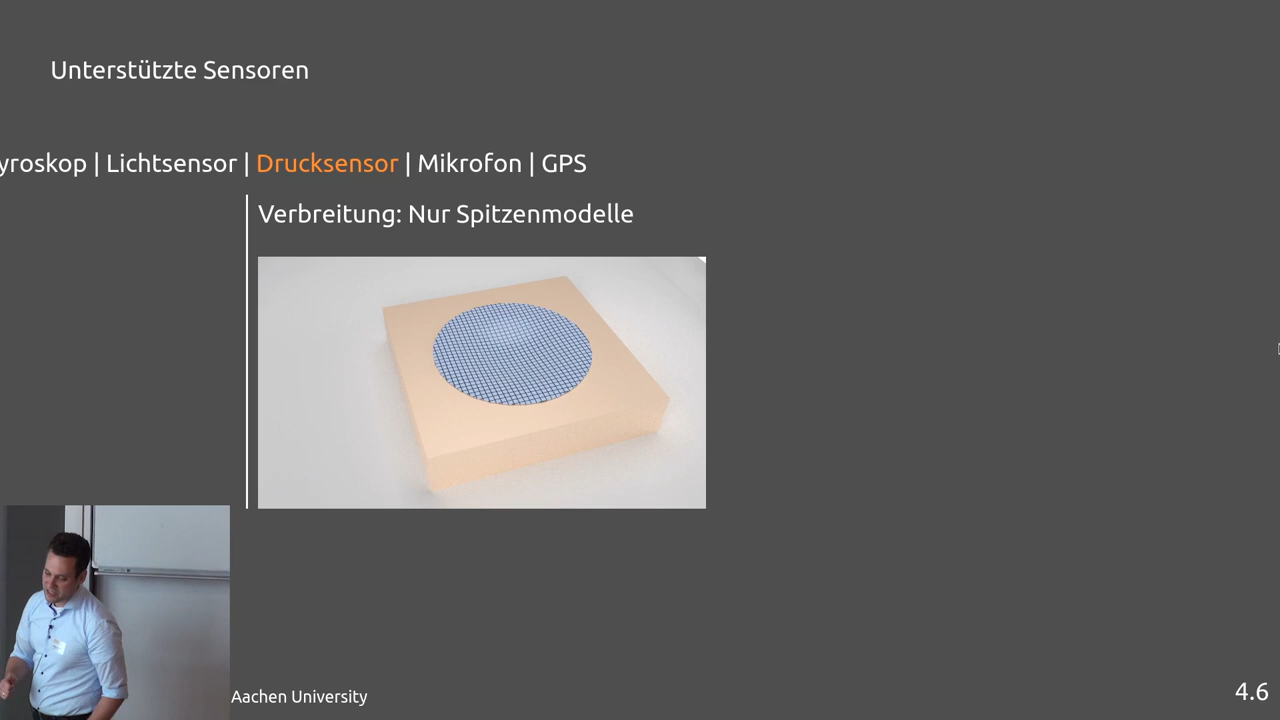 Unterstützte Sensoren
yroskop | Lichtsensor | Drucksensor | Mikrofon | GPS
Verbreitung: Nur Spitzenmodelle
Aachen University
4.6